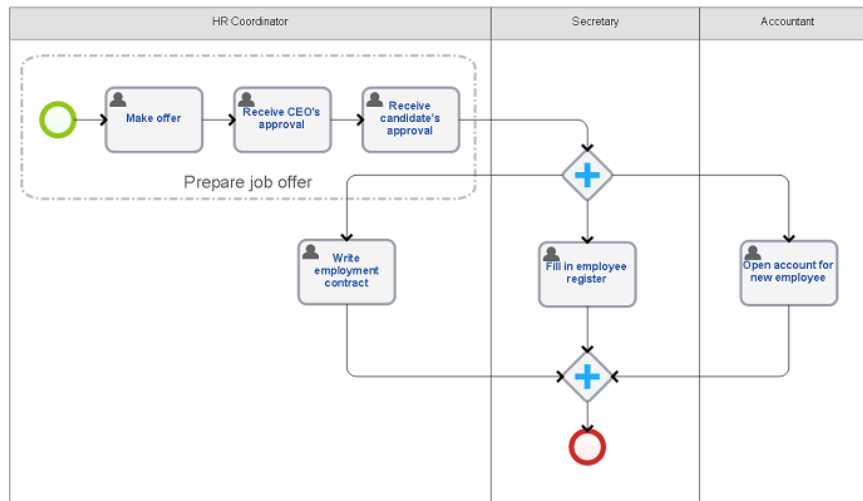 HR Coordinator
Secretary
Accountant
Make offer
Receive CEO's
approval
Receive
candidate's
approval
Prepare job offer
Write
employment
contract
Fill in employee
register
Open account for
new employee